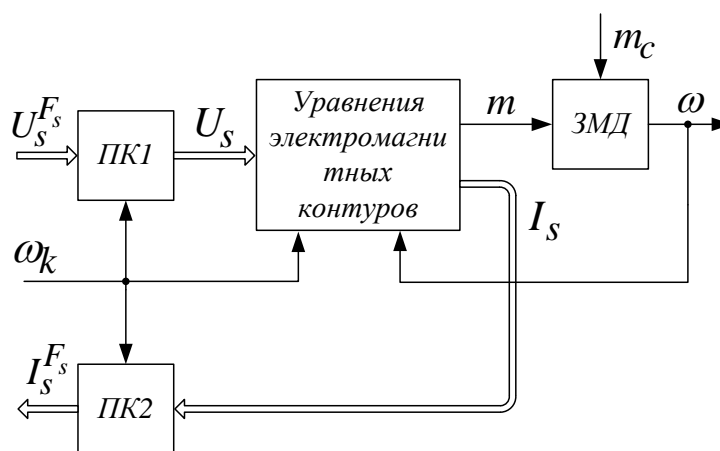 m_c
U_s^{F_s}
ПК1
U_s
Уравнения
электромагни
тных
контуров
m
ЗМД
ω
I_s
ω_k
I_s^{F_s}
ПК2